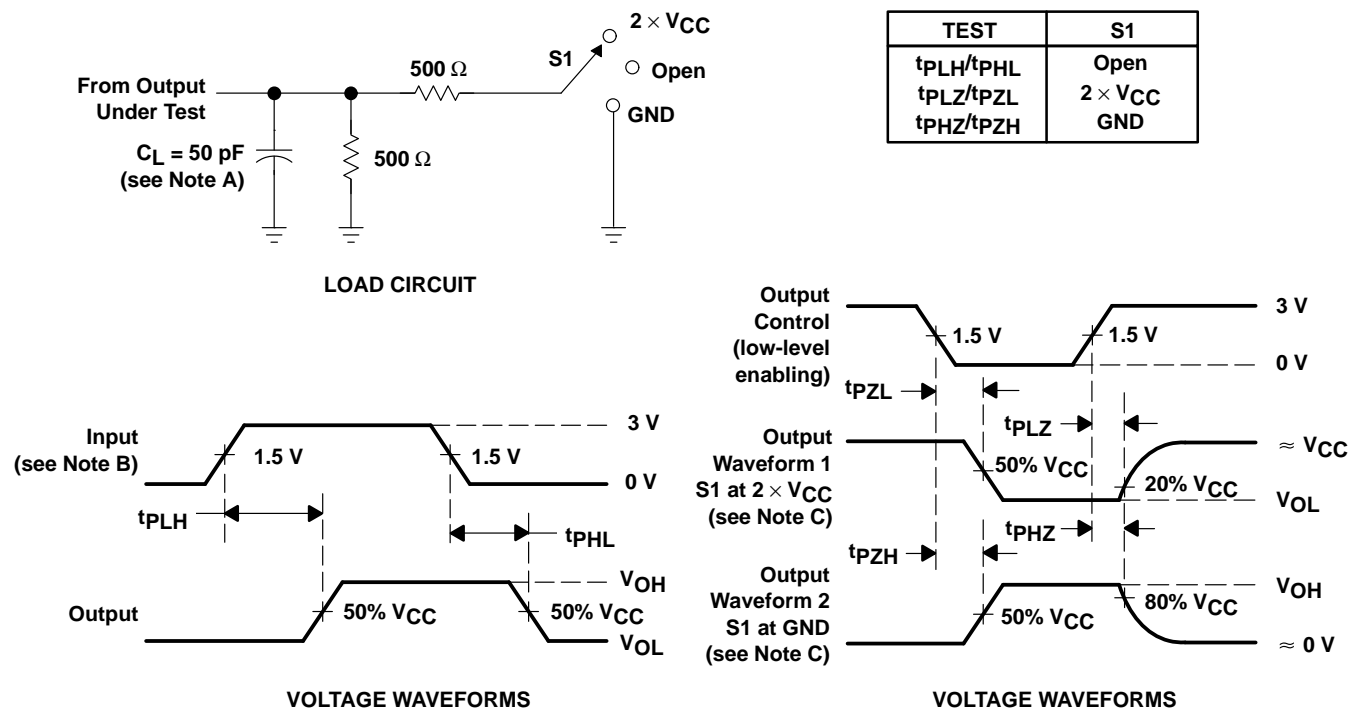 2 × VCC
S1
500 Ω
Open
From Output
Under Test
GND
CL = 50 pF
(see Note A)
500 Ω
LOAD CIRCUIT
TEST S1
tPLH/tPHL Open
tPLZ/tPZL 2 × VCC
tPHZ/tPZH GND
Input
(see Note B)
1.5 V
1.5 V
3 V
0 V
tPLH
tPHL
Output
50% VCC
50% VCC
VOH
VOL
VOLTAGE WAVEFORMS
Output
Control
(low-level
enabling)
1.5 V
1.5 V
3 V
0 V
tPZL
tPLZ
Output
Waveform 1
S1 at 2 × VCC
(see Note C)
50% VCC
20% VCC
≈ VCC
VOL
tPZH
tPHZ
Output
Waveform 2
S1 at GND
(see Note C)
50% VCC
80% VCC
VOH
≈ 0 V
VOLTAGE WAVEFORMS